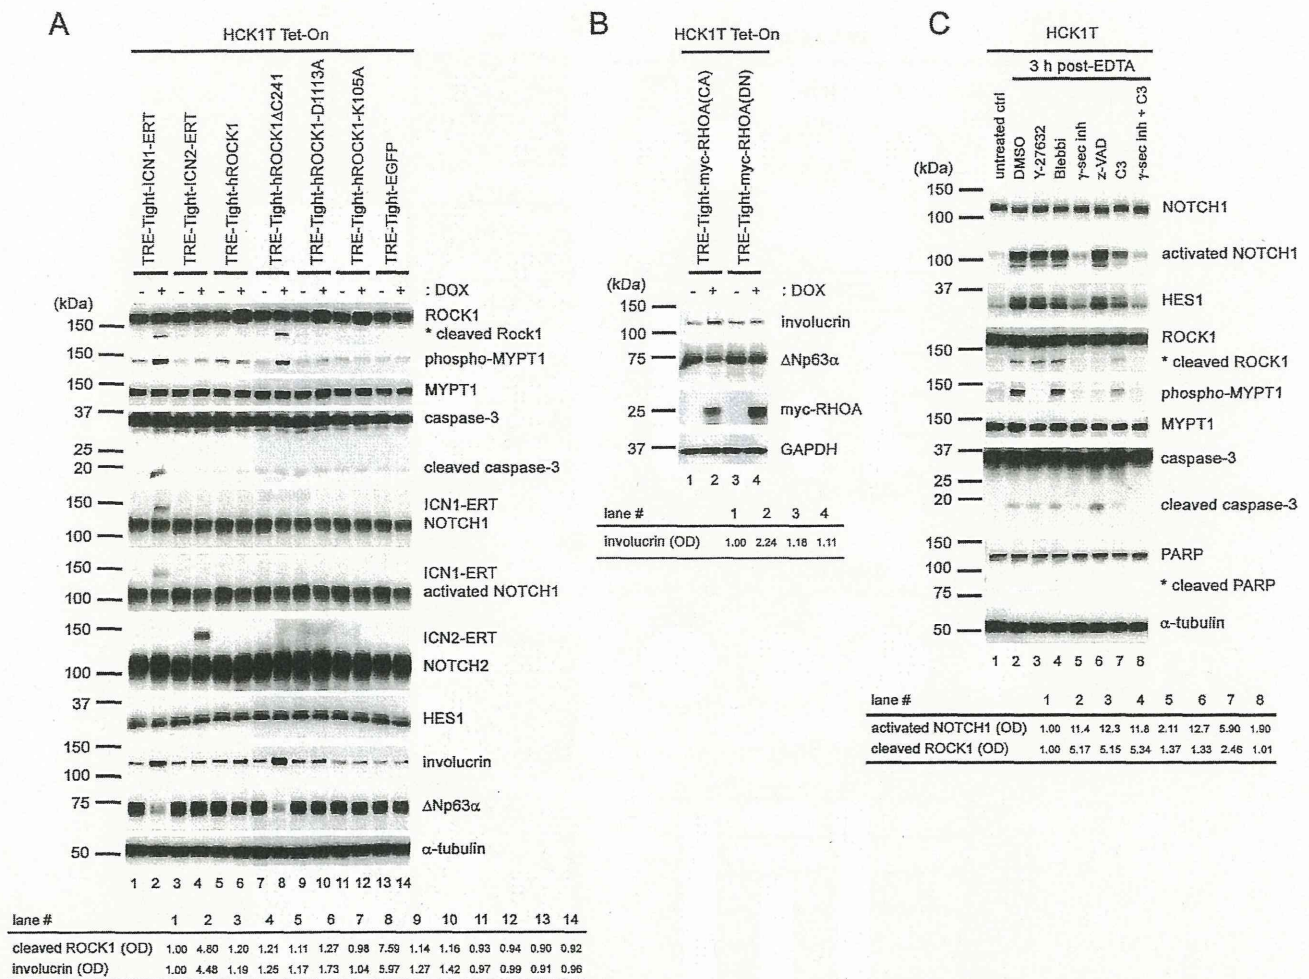 A
HCK1T Tet-On
TRE-Tight-ICN1-ERT
TRE-Tight-ICN2-ERT
TRE-Tight-hROCK1
TRE-Tight-hROCK1ΔC241
TRE-Tight-hROCK1-D1113A
TRE-Tight-hROCK1-K105A
TRE-Tight-EGFP
- + - + - + - + - + - + - + : DOX
(kDa)
ROCK1
150
* cleaved Rock1
150
phospho-MYPT1
150
MYPT1
37
caspase-3
25
20
cleaved caspase-3
150
ICN1-ERT
NOTCH1
100
150
ICN1-ERT
activated NOTCH1
100
150
ICN2-ERT
NOTCH2
100
37
HES1
150
involucrin
100
75
ΔNp63α
50
α-tubulin
1 2 3 4 5 6 7 8 9 10 11 12 13 14
lane # 1 2 3 4 5 6 7 8 9 10 11 12 13 14
cleaved ROCK1 (OD) 1.00 4.60 1.20 1.21 1.11 1.27 0.98 7.59 1.14 1.16 0.93 0.94 0.90 0.92
involucrin (OD) 1.00 4.48 1.19 1.25 1.17 1.73 1.04 5.97 1.27 1.42 0.97 0.99 0.91 0.96
B
HCK1T Tet-On
TRE-Tight-myc-RHOA(CA)
TRE-Tight-myc-RHOA(DN)
(kDa)
- + - + : DOX
150
involucrin
100
75
ΔNp63α
25
myc-RHOA
37
GAPDH
1 2 3 4
lane # 1 2 3 4
involucrin (OD) 1.00 2.24 1.18 1.11
C
HCK1T
3 h post-EDTA
untreated ctrl
DMSO
Y-27632
Blebbi
γ-sec inh
z-VAD
C3
γ-sec inh + C3
(kDa)
150
NOTCH1
100
activated NOTCH1
100
37
HES1
ROCK1
150
* cleaved ROCK1
150
phospho-MYPT1
150
MYPT1
37
caspase-3
25
20
cleaved caspase-3
150
PARP
100
* cleaved PARP
75
α-tubulin
50
1 2 3 4 5 6 7 8
lane # 1 2 3 4 5 6 7 8
activated NOTCH1 (OD) 1.00 11.4 12.3 11.8 2.11 12.7 5.90 1.90
cleaved ROCK1 (OD) 1.00 5.17 5.15 5.34 1.37 1.33 2.46 1.01